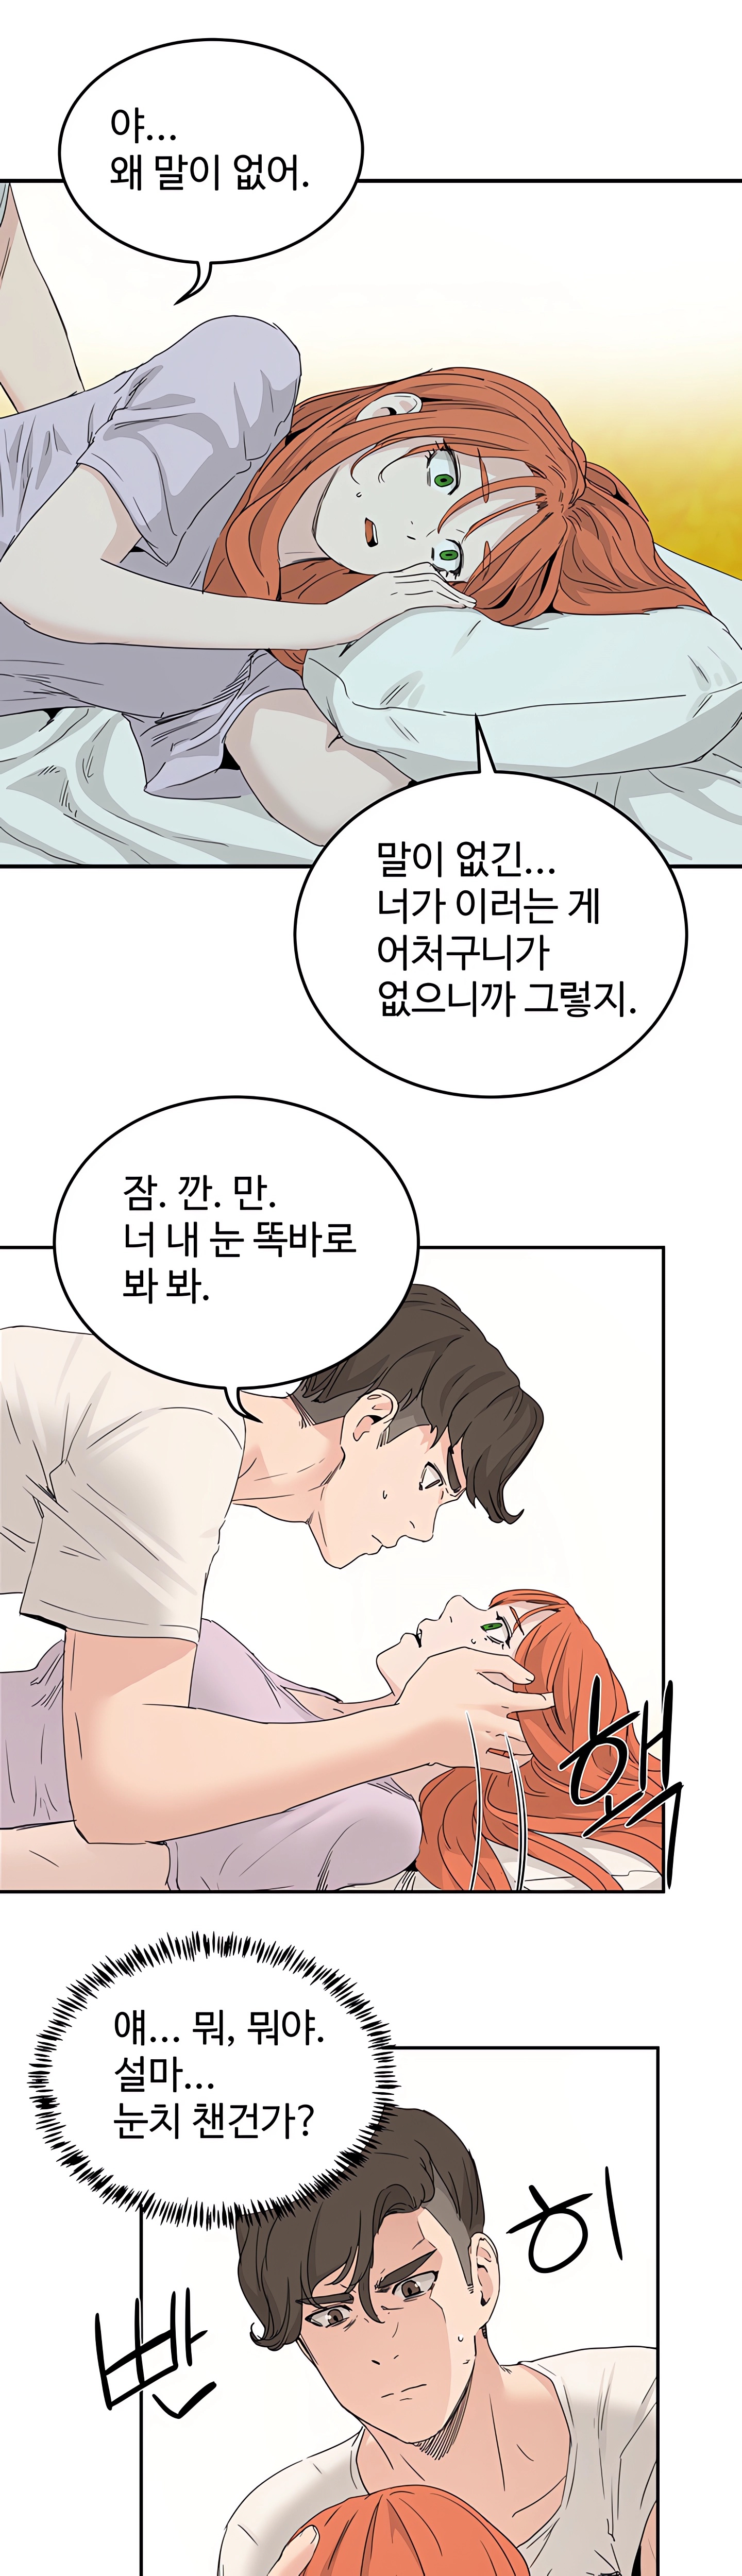 야...
왜 말이 없어.
말이 없긴...
너가 이러는 게
어처구니가
없으니까 그렇지.
잠. 깐. 만.
너 내 눈 똑바로
봐 봐.
홱
얘... 뭐, 뭐야.
설마...
눈치 챈건가?
빤
히